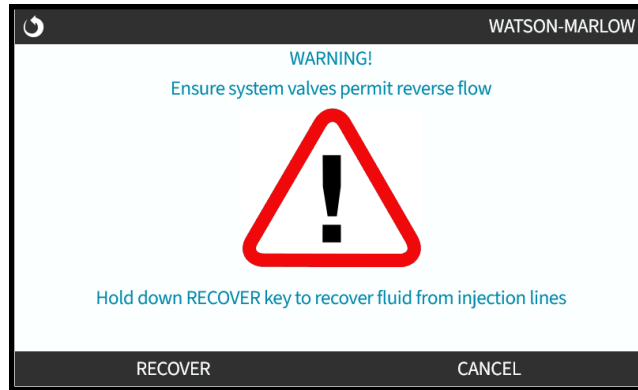 WATSON-MARLOW
WARNING!
Ensure system valves permit reverse flow
!
Hold down RECOVER key to recover fluid from injection lines
RECOVER
CANCEL